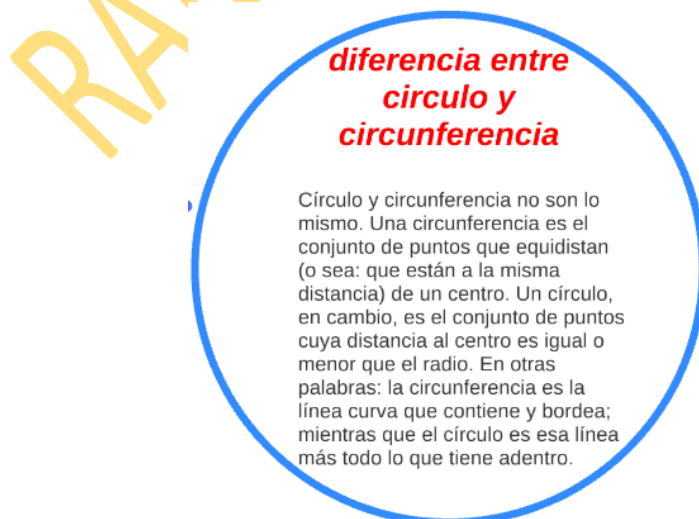 diferencia entre
circulo y
circunferencia
Círculo y circunferencia no son lo
mismo. Una circunferencia es el
conjunto de puntos que equidistan
(o sea: que están a la misma
distancia) de un centro. Un círculo,
en cambio, es el conjunto de puntos
cuya distancia al centro es igual o
menor que el radio. En otras
palabras: la circunferencia es la
línea curva que contiene y bordea;
mientras que el círculo es esa línea
más todo lo que tiene adentro.